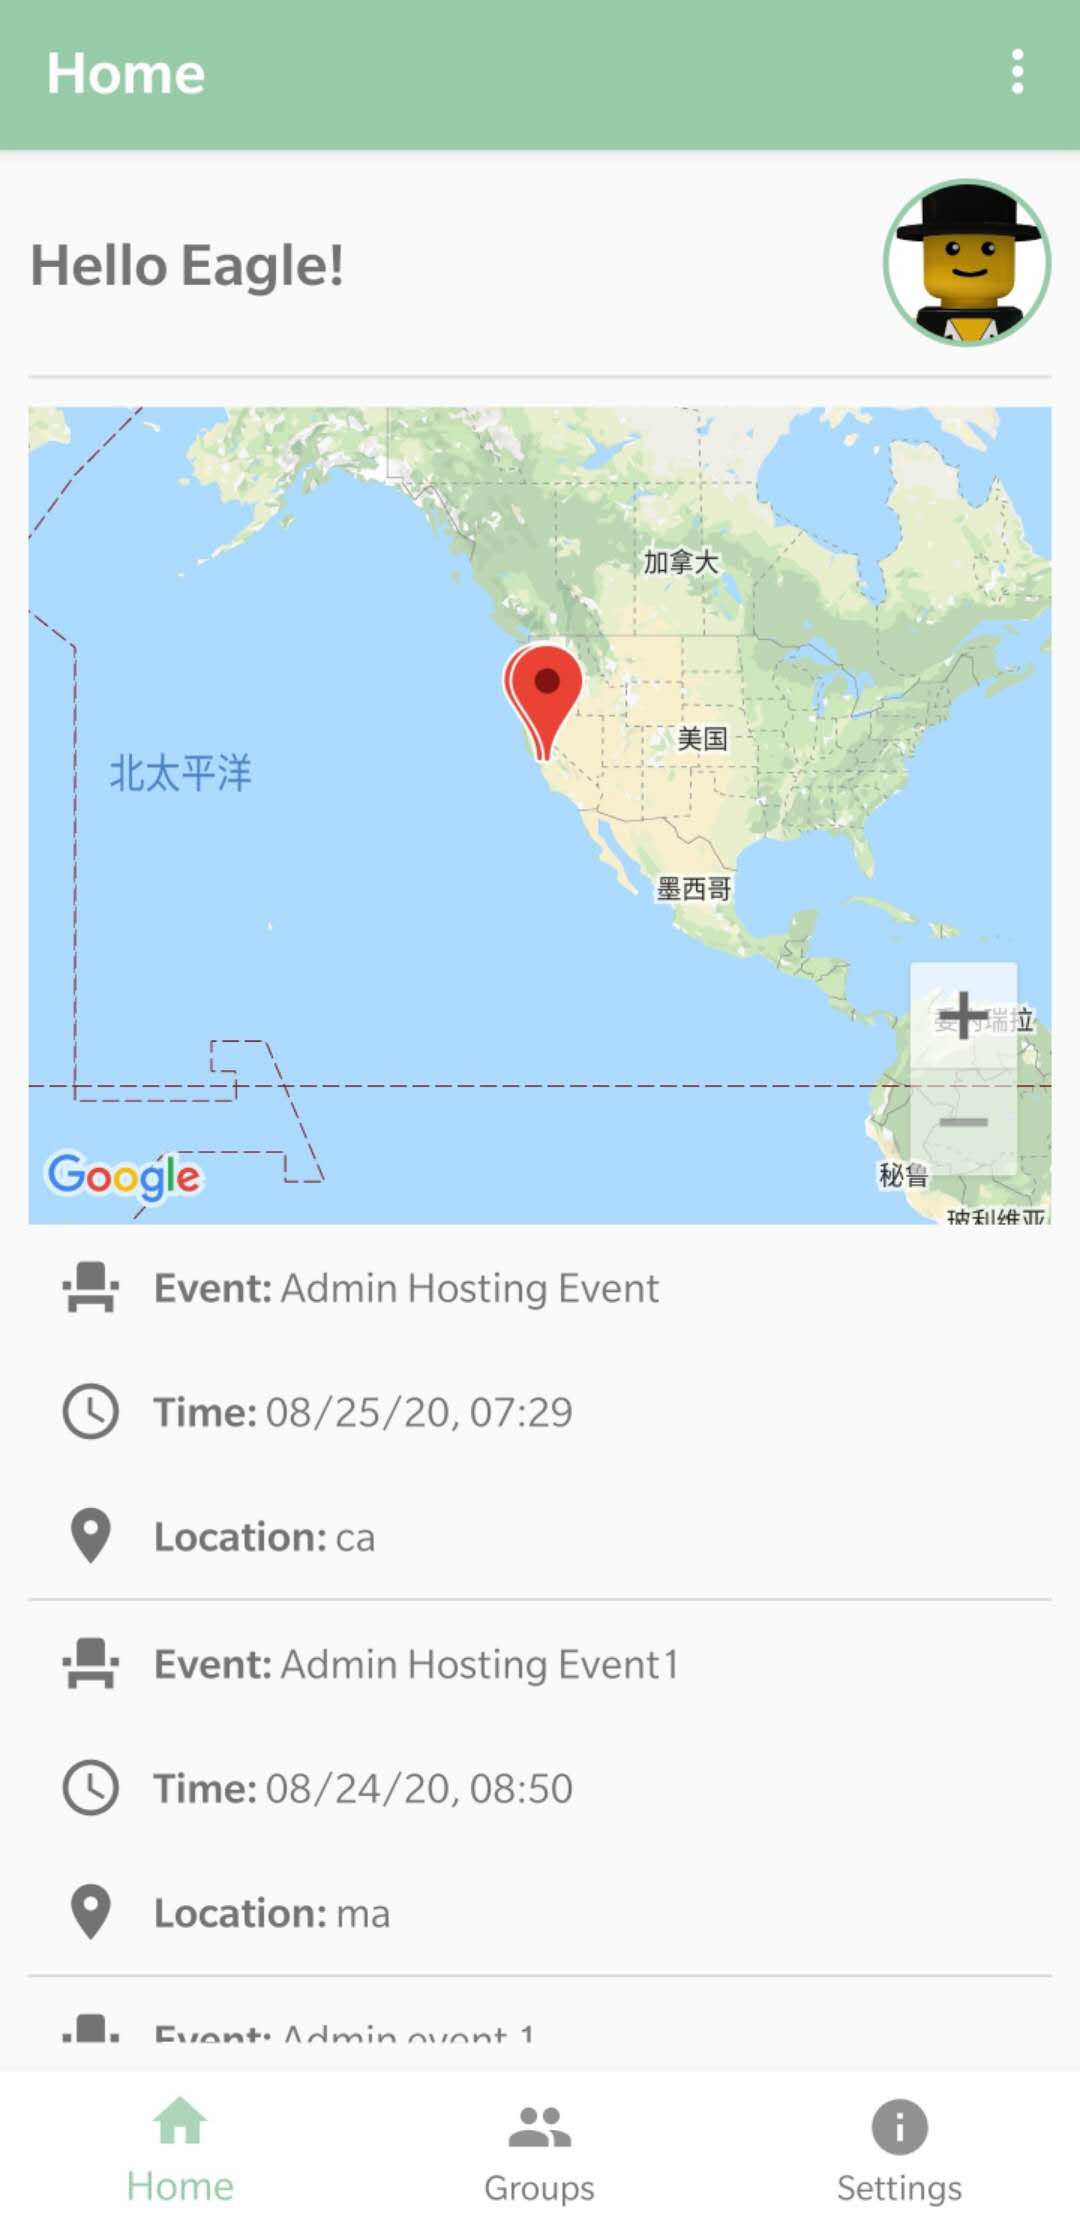 Home
Hello Eagle!
加拿大
美国
北太平洋
墨西哥
委内瑞拉
秘鲁
玻利维亚
Google
Event: Admin Hosting Event
Time: 08/25/20, 07:29
Location: ca
Event: Admin Hosting Event1
Time: 08/24/20, 08:50
Location: ma
Event: Admin event 1
Home
Groups
Settings